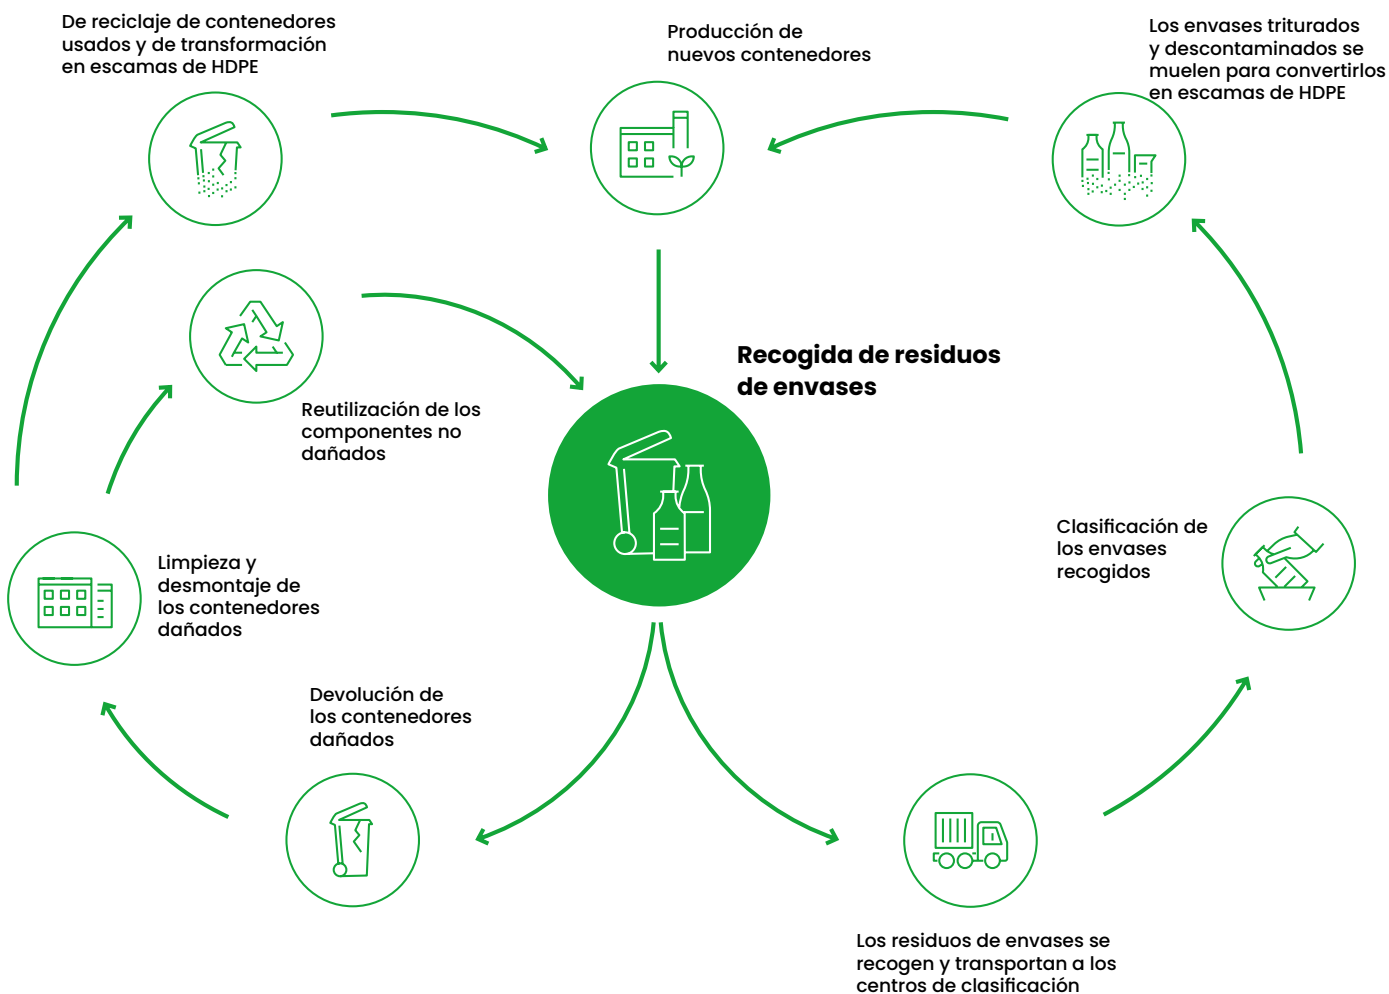 De reciclaje de contenedores
usados y de transformación
en escamas de HDPE
Producción de
nuevos contenedores
Los envases triturados
y descontaminados se
muelen para convertirlos
en escamas de HDPE
Recogida de residuos
de envases
Reutilización de los
componentes no
dañados
Clasificación de
los envases
recogidos
Limpieza y
desmontaje de
los contenedores
dañados
Devolución de
los contenedores
dañados
Los residuos de envases se
recogen y transportan a los
centros de clasificación